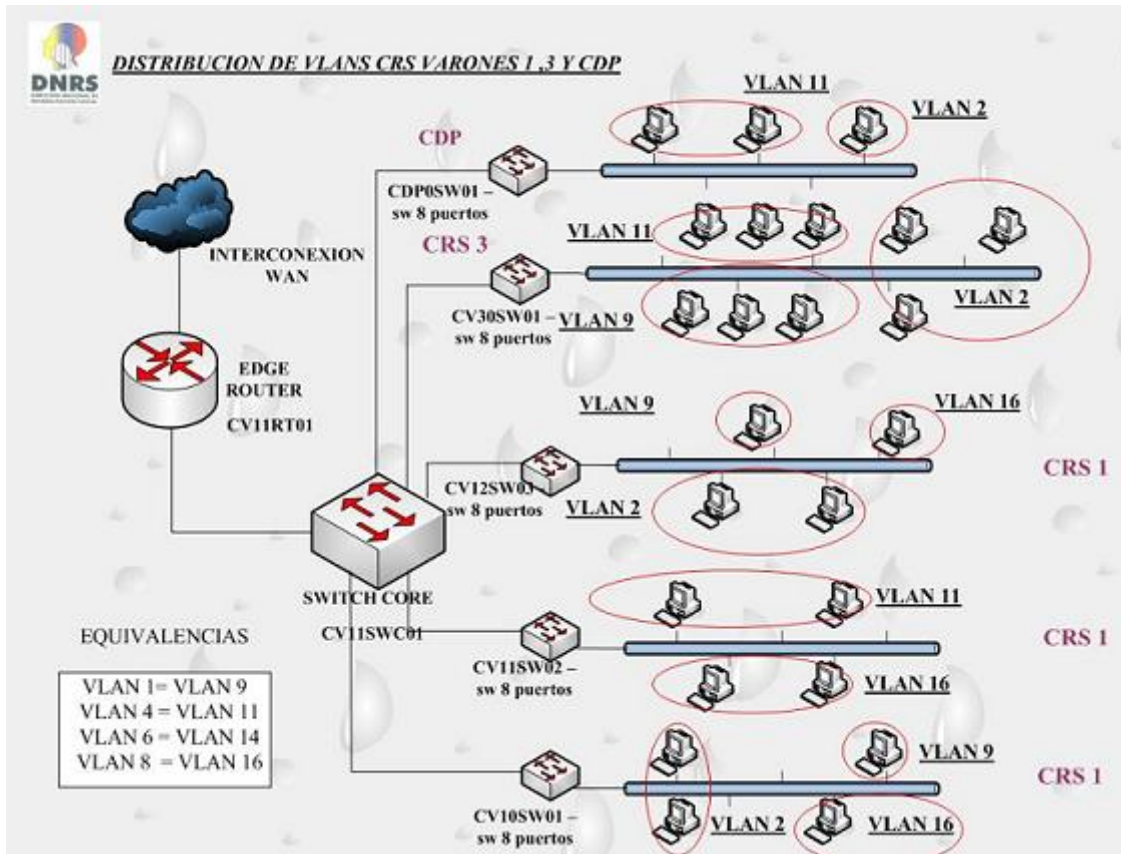 DNRS
DISTRIBUCION DE VLANS CRS VARONES 1 ,3 Y CDP
VLAN 11
VLAN 2
CDP
CDP0SW01 –
sw 8 puertos
INTERCONEXION
WAN
CRS 3
VLAN 11
CV30SW01 –
sw 8 puertos
VLAN 9
VLAN 2
EDGE
ROUTER
CV11RT01
VLAN 9
VLAN 16
CRS 1
CV12SW03
sw 8 puertos
VLAN 2
SWITCH CORE
CV11SWC01
VLAN 11
CRS 1
CV11SW02 –
sw 8 puertos
VLAN 16
EQUIVALENCIAS
VLAN 1= VLAN 9
VLAN 4 = VLAN 11
VLAN 6 = VLAN 14
VLAN 8 = VLAN 16
VLAN 9
CRS 1
CV10SW01 –
sw 8 puertos
VLAN 2
VLAN 16